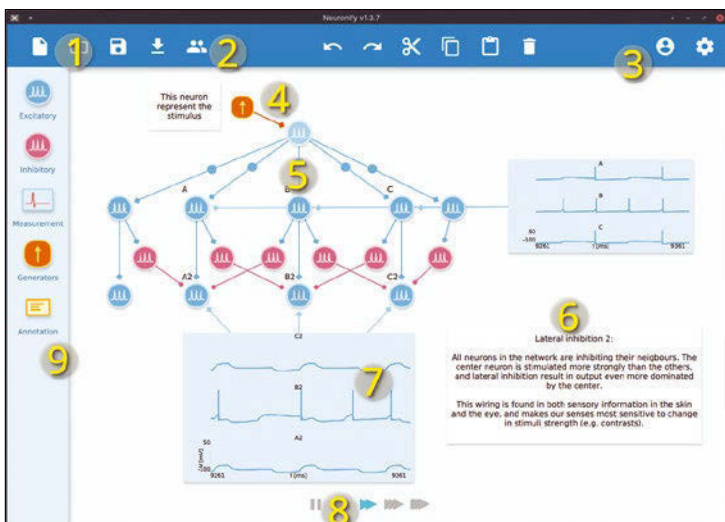 Neuronify v1.3.7
1
2
3
This neuron
represent the
stimulus
4
Excitatory
Inhibitory
Measurement
Generators
Annotation
9
5
A
B
C
A2
B2
C2
A
B
C
50
-100
9261
t [ms]
9361
6
Lateral inhibition 2:
All neurons in the network are inhibiting their neigbours. The
center neuron is stimulated more strongly than the others,
and lateral inhibition result in output even more dominated
by the center.
This wiring is found in both sensory information in the skin
and the eye, and makes our senses most sensitive to change
in stimuli strength (e.g. contrasts).
C2
7
B2
A2
50
-100
V [mV]
9261
t [ms]
9361
8